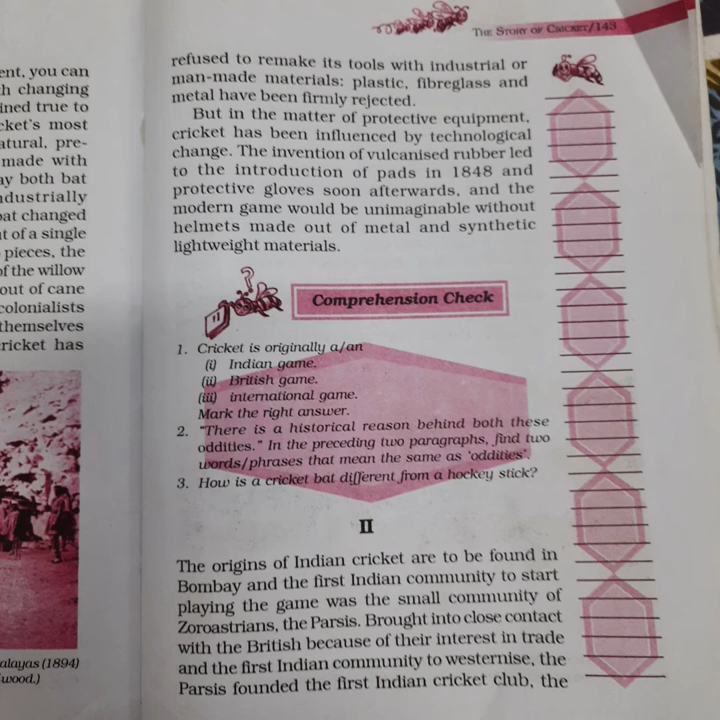 THE STORY OF CRICKET/143
ent, you can
changing
ined true to
cket's most
atural, pre-
made with
ay both bat
dustrially
bat changed
t of a single
pieces, the
of the willow
out of cane
colonialists
themselves
ricket has
alayas (1894)
wood.)
refused to remake its tools with industrial or
man-made materials: plastic, fibreglass and
metal have been firmly rejected.
But in the matter of protective equipment,
cricket has been influenced by technological
change. The invention of vulcanised rubber led
to the introduction of pads in 1848 and
protective gloves soon afterwards, and the
modern game would be unimaginable without
helmets made out of metal and synthetic
lightweight materials.
Comprehension Check
1. Cricket is originally a/an
(i) Indian game.
(ii) British game.
(iii) international game.
Mark the right answer.
2. "There is a historical reason behind both these
oddities." In the preceding two paragraphs, find two
words/phrases that mean the same as 'oddities'.
3. How is a cricket bat different from a hockey stick?
II
The origins of Indian cricket are to be found in
Bombay and the first Indian community to start
playing the game was the small community of
Zoroastrians, the Parsis. Brought into close contact
with the British because of their interest in trade
and the first Indian community to westernise, the
Parsis founded the first Indian cricket club, the